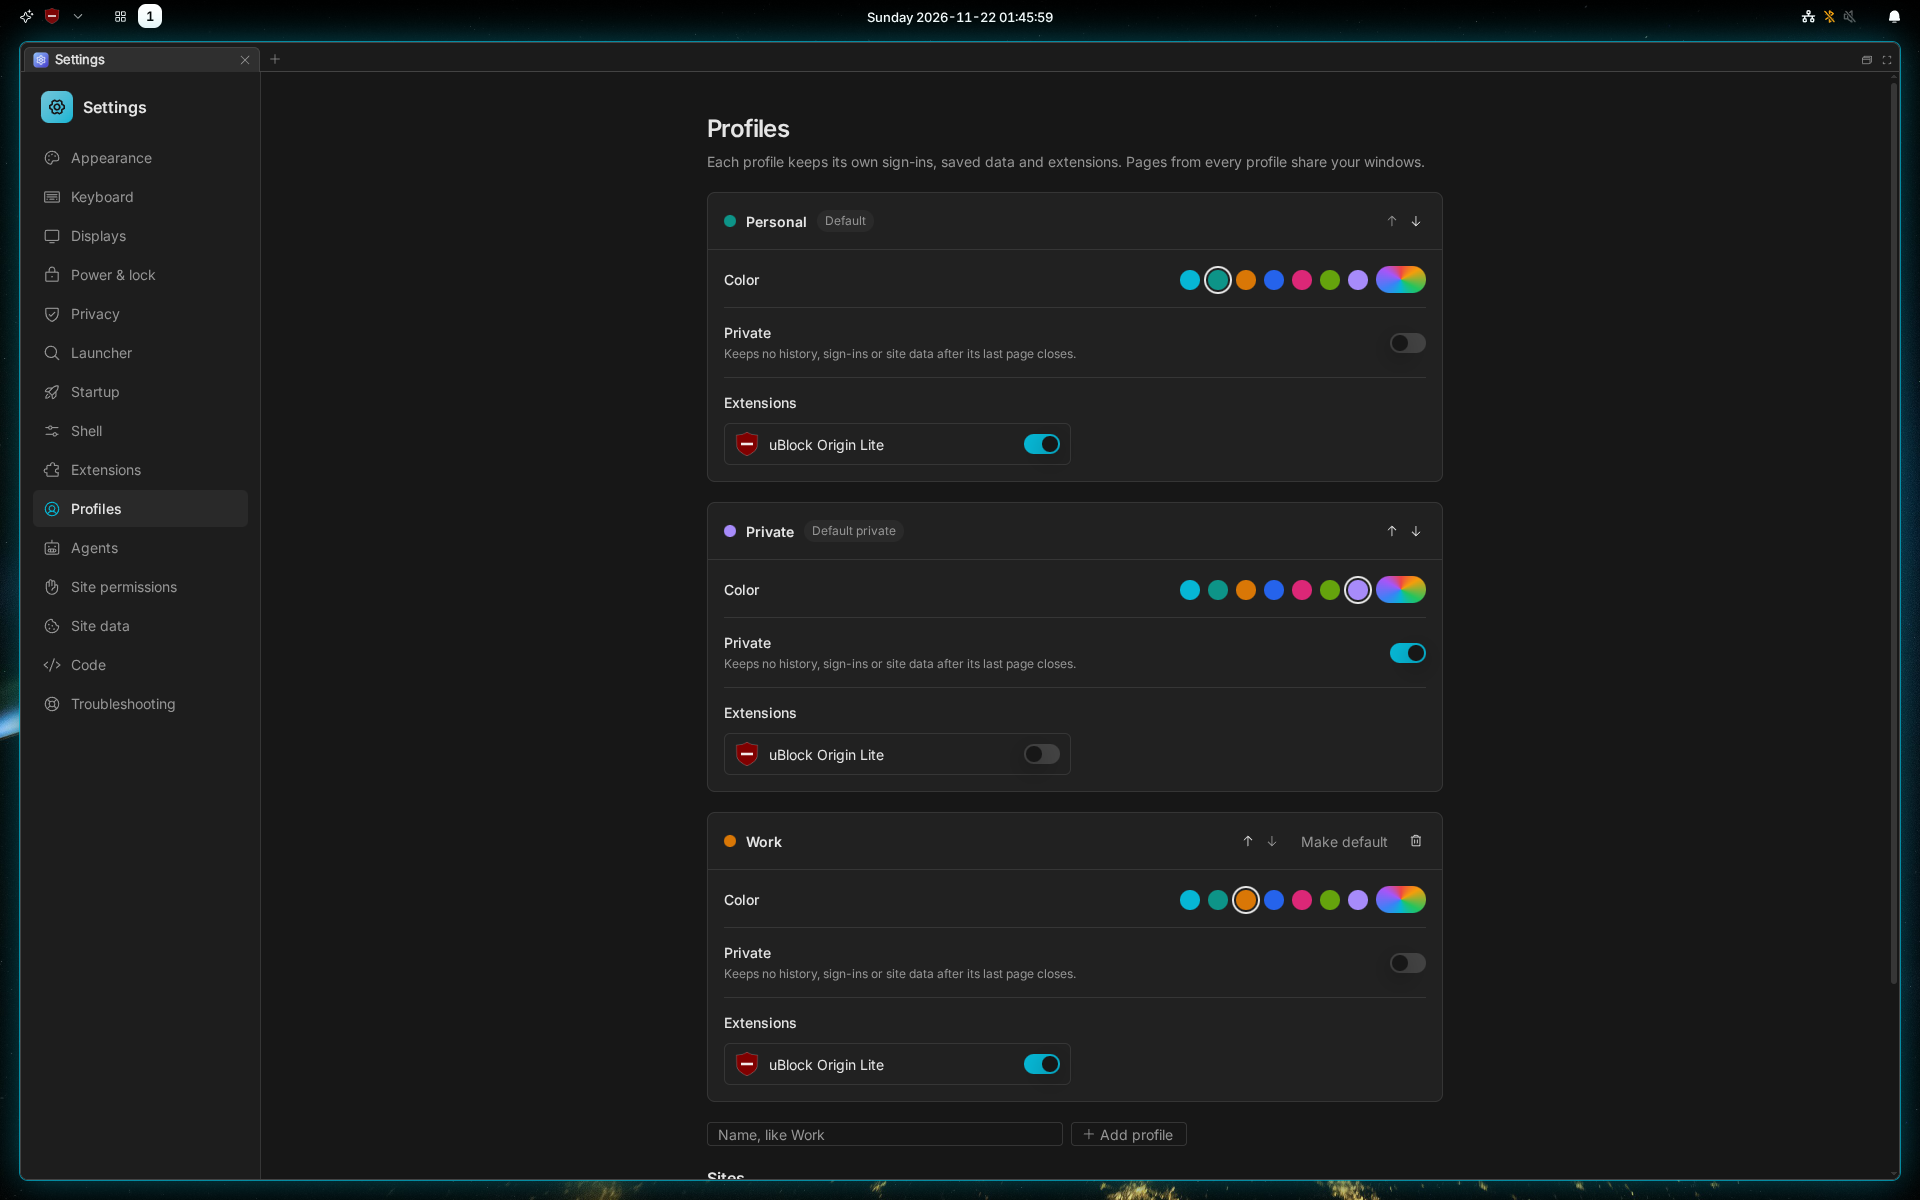 1
Sunday 2026-11-22 01:45:59
Settings
Settings
Appearance
Keyboard
Displays
Power & lock
Privacy
Launcher
Startup
Shell
Extensions
Profiles
Agents
Site permissions
Site data
Code
Troubleshooting
Profiles
Each profile keeps its own sign-ins, saved data and extensions. Pages from every profile share your windows.
Personal Default
Color
Private
Keeps no history, sign-ins or site data after its last page closes.
Extensions
uBlock Origin Lite
Private Default private
Color
Private
Keeps no history, sign-ins or site data after its last page closes.
Extensions
uBlock Origin Lite
Work Make default
Color
Private
Keeps no history, sign-ins or site data after its last page closes.
Extensions
uBlock Origin Lite
Name, like Work + Add profile
Sites